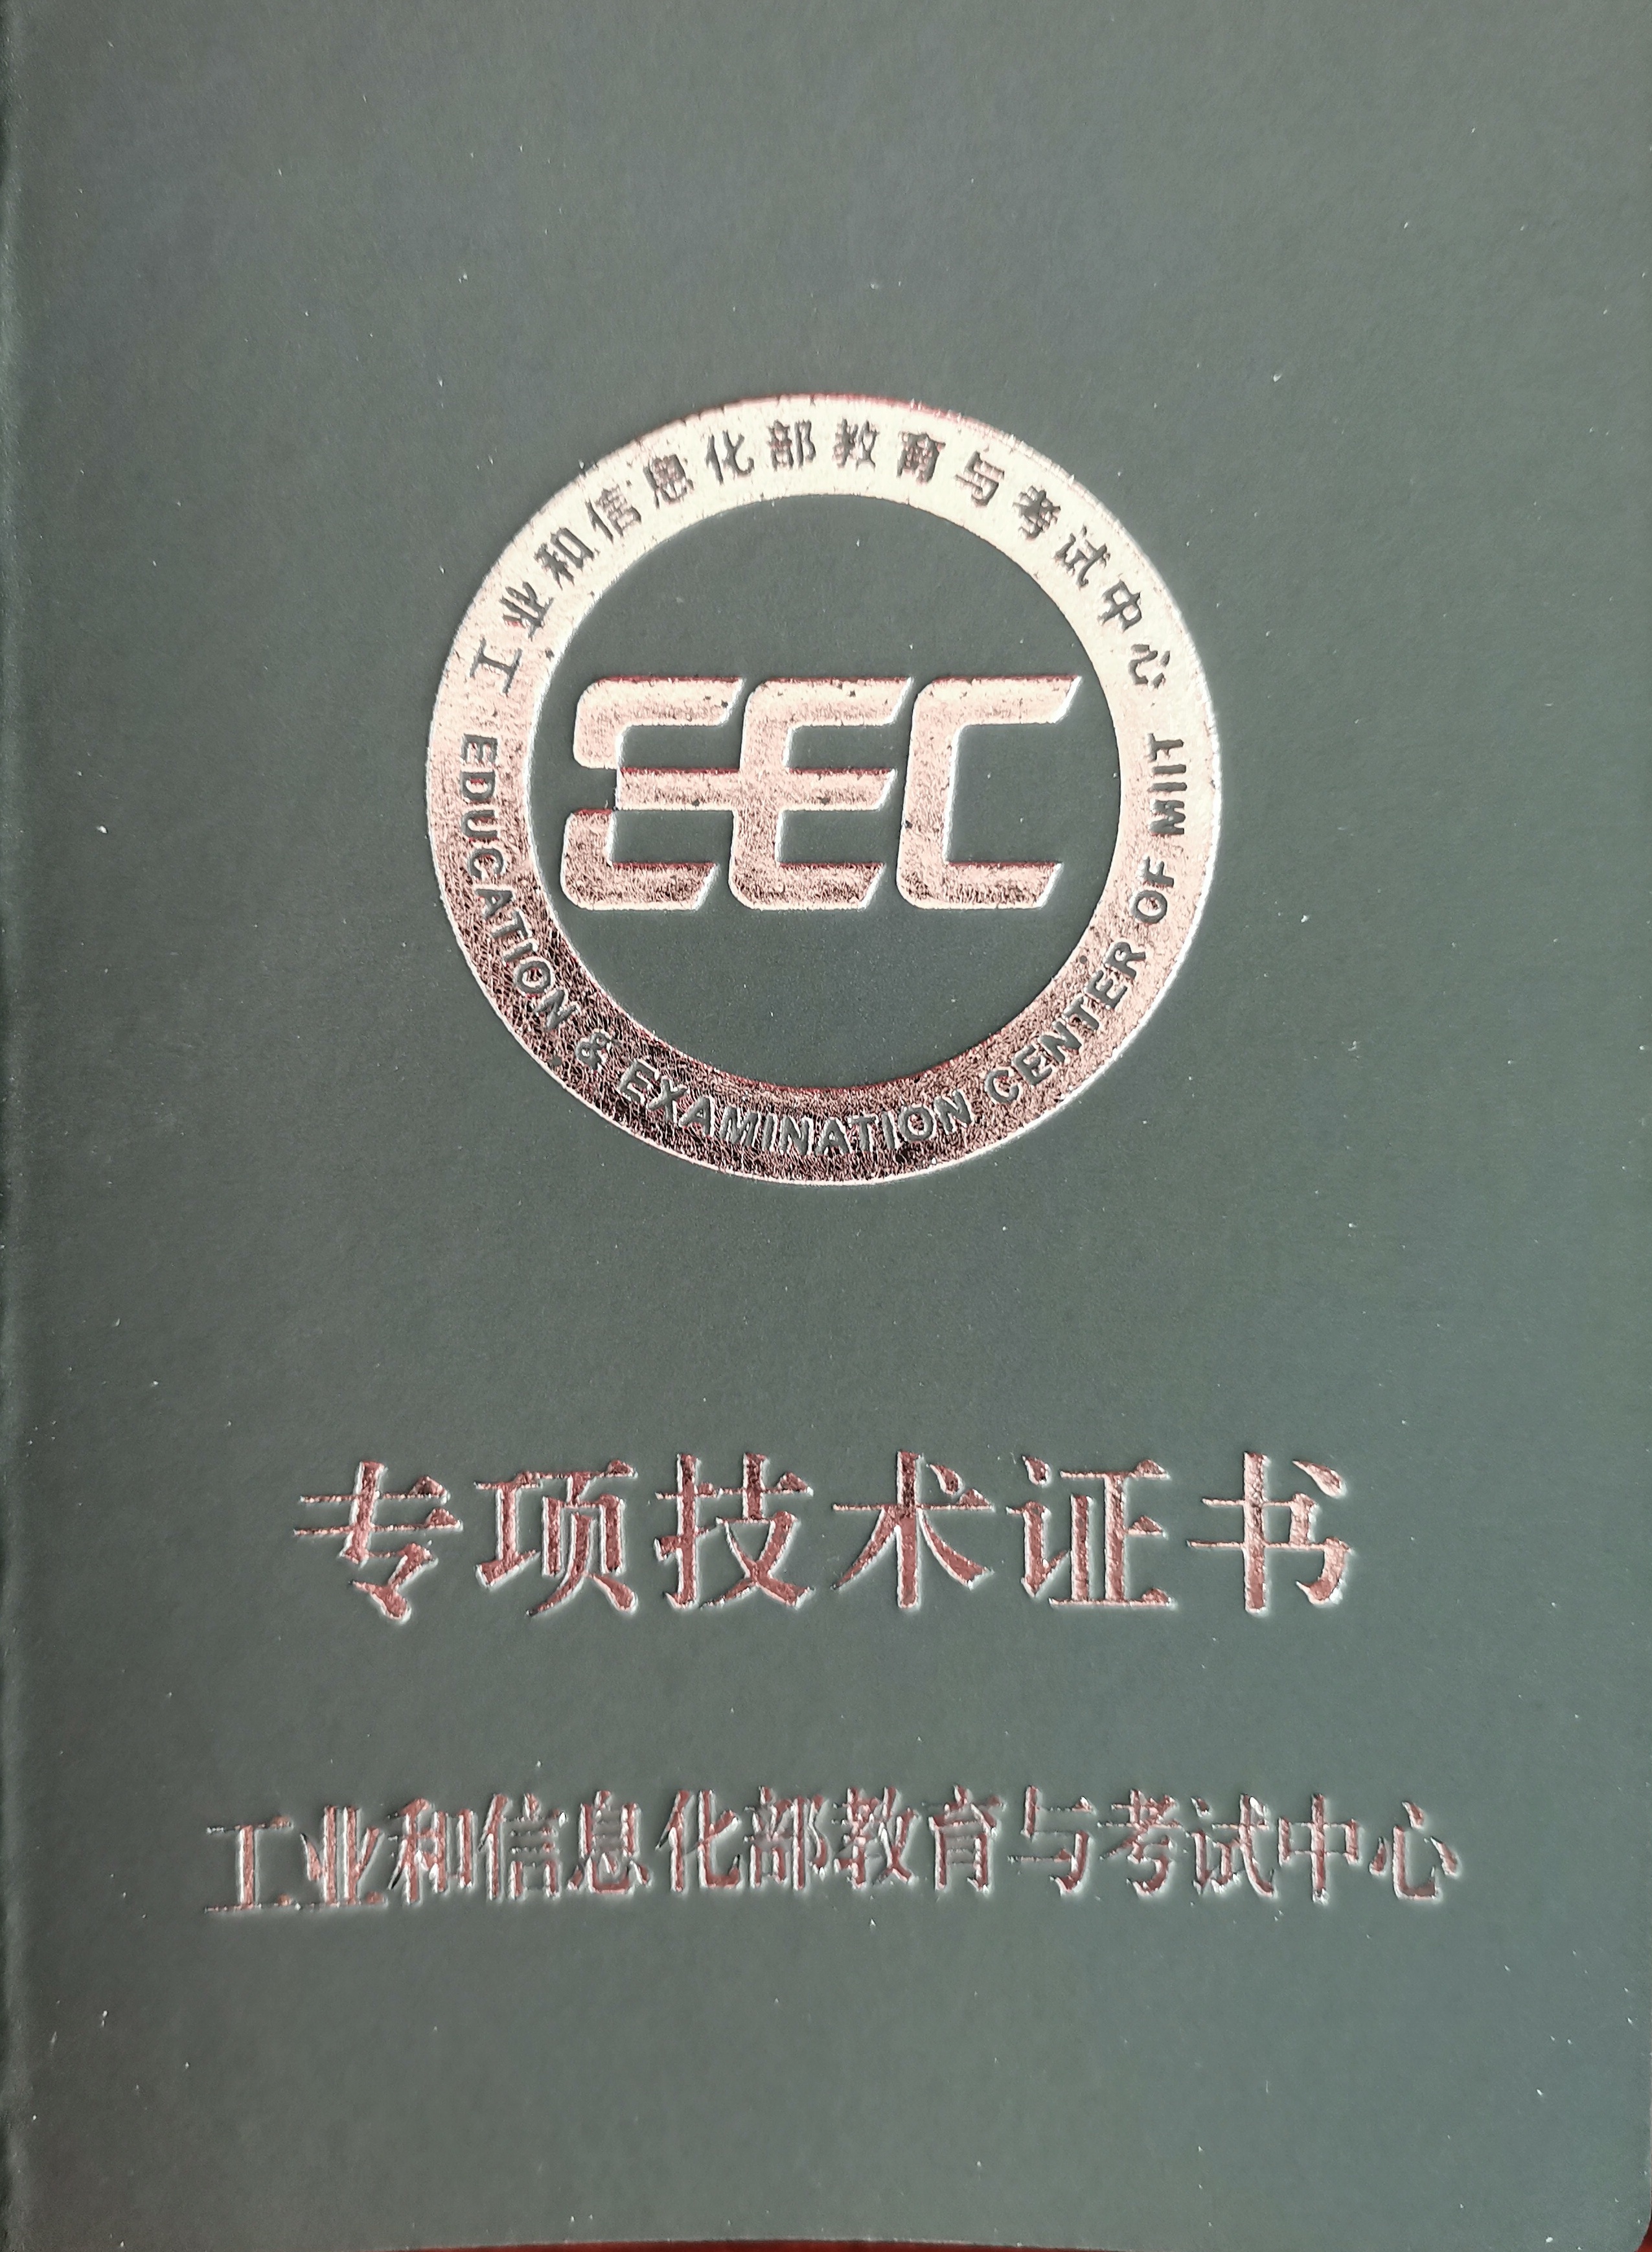 工业和信息化部教育与考试中心
EEC
EDUCATION & EXAMINATION CENTER OF MIIT
专项技术证书
工业和信息化部教育与考试中心